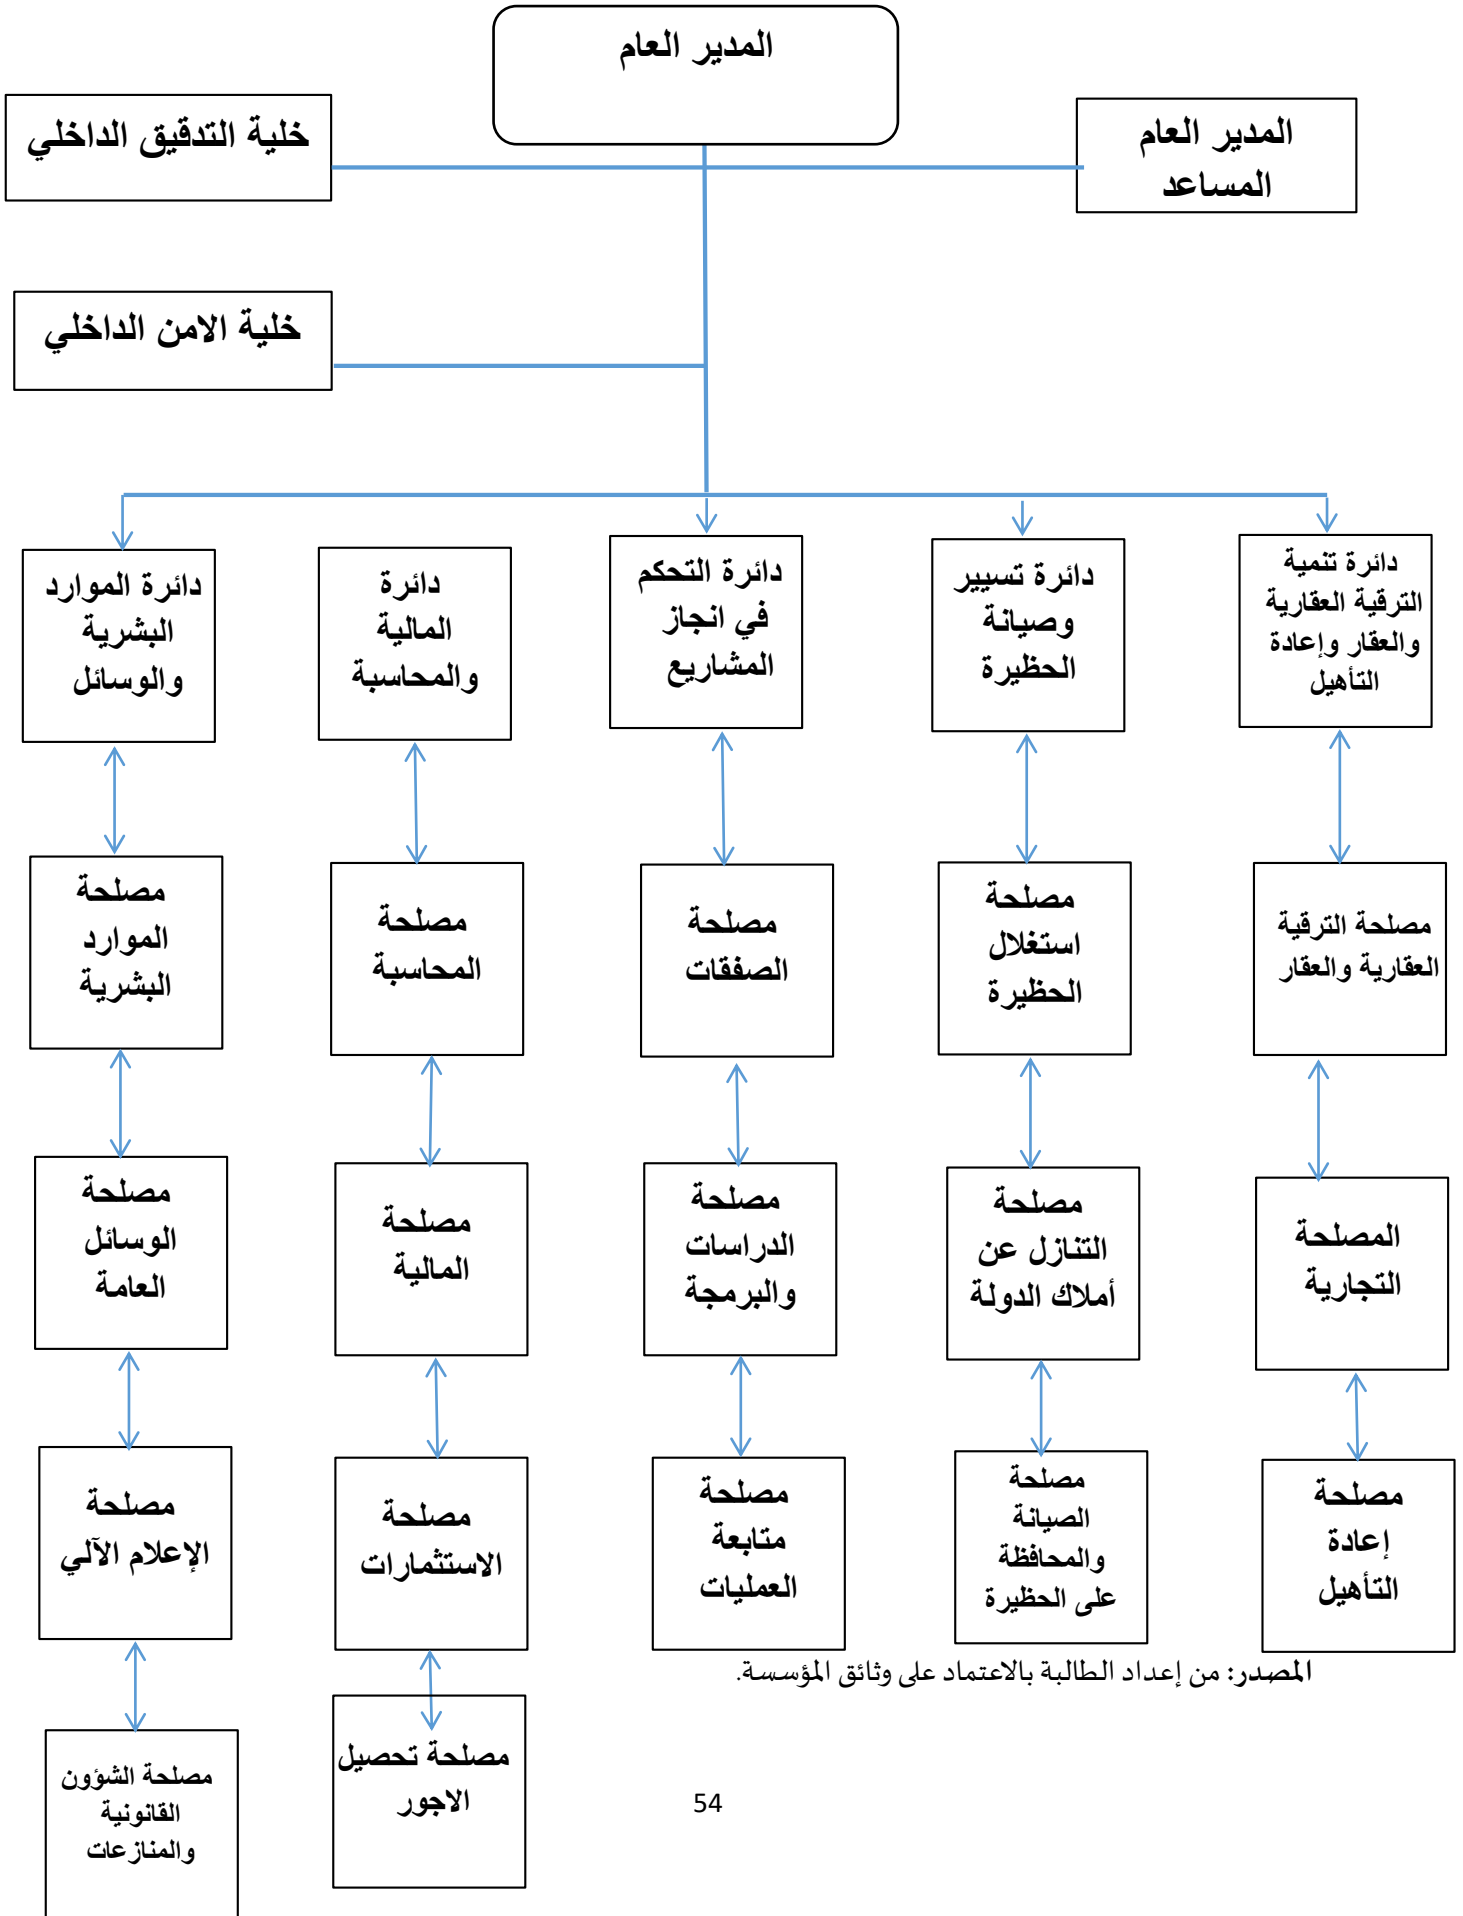 المدير العام
المدير العام
المساعد
خلية التدقيق الداخلي
خلية الامن الداخلي
دائرة تنمية
الترقية العقارية
والعقار وإعادة
التأهيل
دائرة تسيير
وصيانة
الحظيرة
دائرة التحكم
في انجاز
المشاريع
دائرة
المالية
والمحاسبة
دائرة الموارد
البشرية
والوسائل
مصلحة الترقية
العقارية والعقار
مصلحة
استغلال
الحظيرة
مصلحة
الصفقات
مصلحة
المحاسبة
مصلحة
الموارد
البشرية
المصلحة
التجارية
مصلحة
التنازل عن
أملاك الدولة
مصلحة
الدراسات
والبرمجة
مصلحة
المالية
مصلحة
الوسائل
العامة
مصلحة
إعادة
التأهيل
مصلحة
الصيانة
والمحافظة
على الحظيرة
مصلحة
متابعة
العمليات
مصلحة
الاستثمارات
مصلحة
الإعلام الآلي
المصدر: من إعداد الطالبة بالاعتماد على وثائق المؤسسة.
مصلحة تحصيل
الاجور
مصلحة الشؤون
القانونية
والمنازعات
54